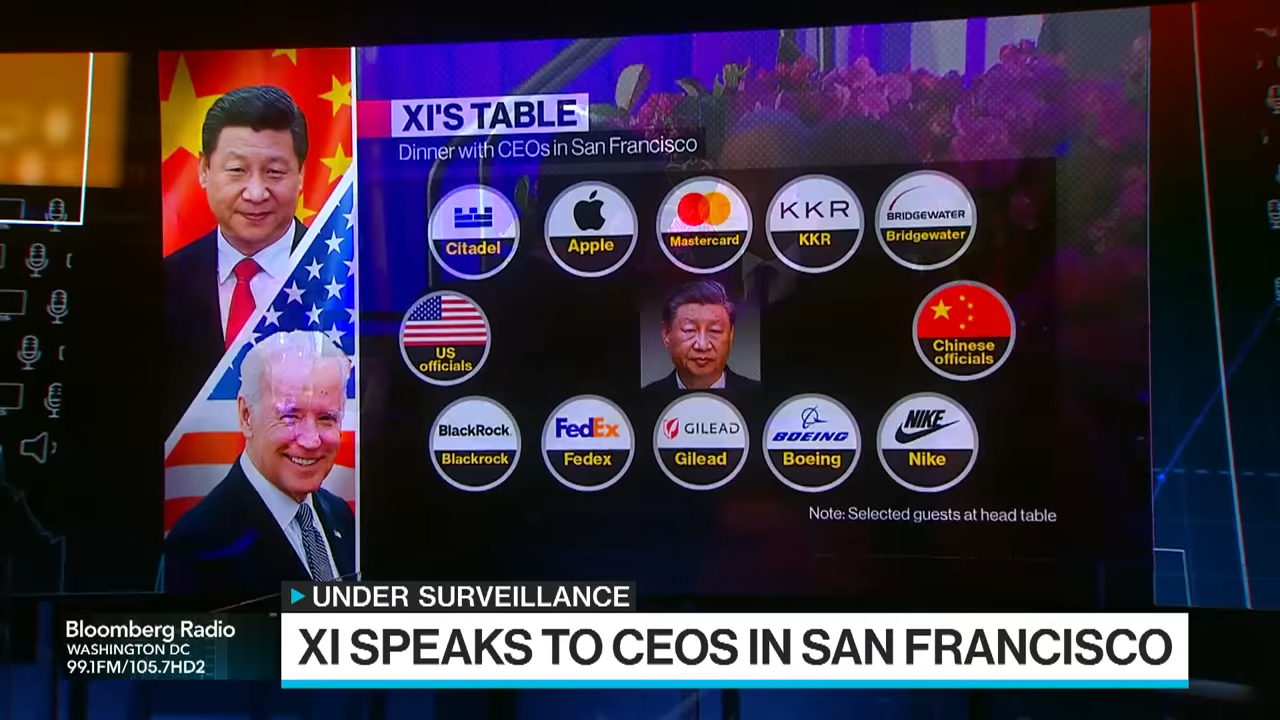 XI'S TABLE
Dinner with CEOs in San Francisco
Citadel
Apple
Mastercard
KKR
KKR
BRIDGEWATER
Bridgewater
US
officials
Chinese
officials
BlackRock
Blackrock
FedEx
Fedex
GILEAD
Gilead
BOEING
Boeing
NIKE
Nike
Note: Selected guests at head table
UNDER SURVEILLANCE
XI SPEAKS TO CEOS IN SAN FRANCISCO
Bloomberg Radio
WASHINGTON DC
99.1FM/105.7HD2